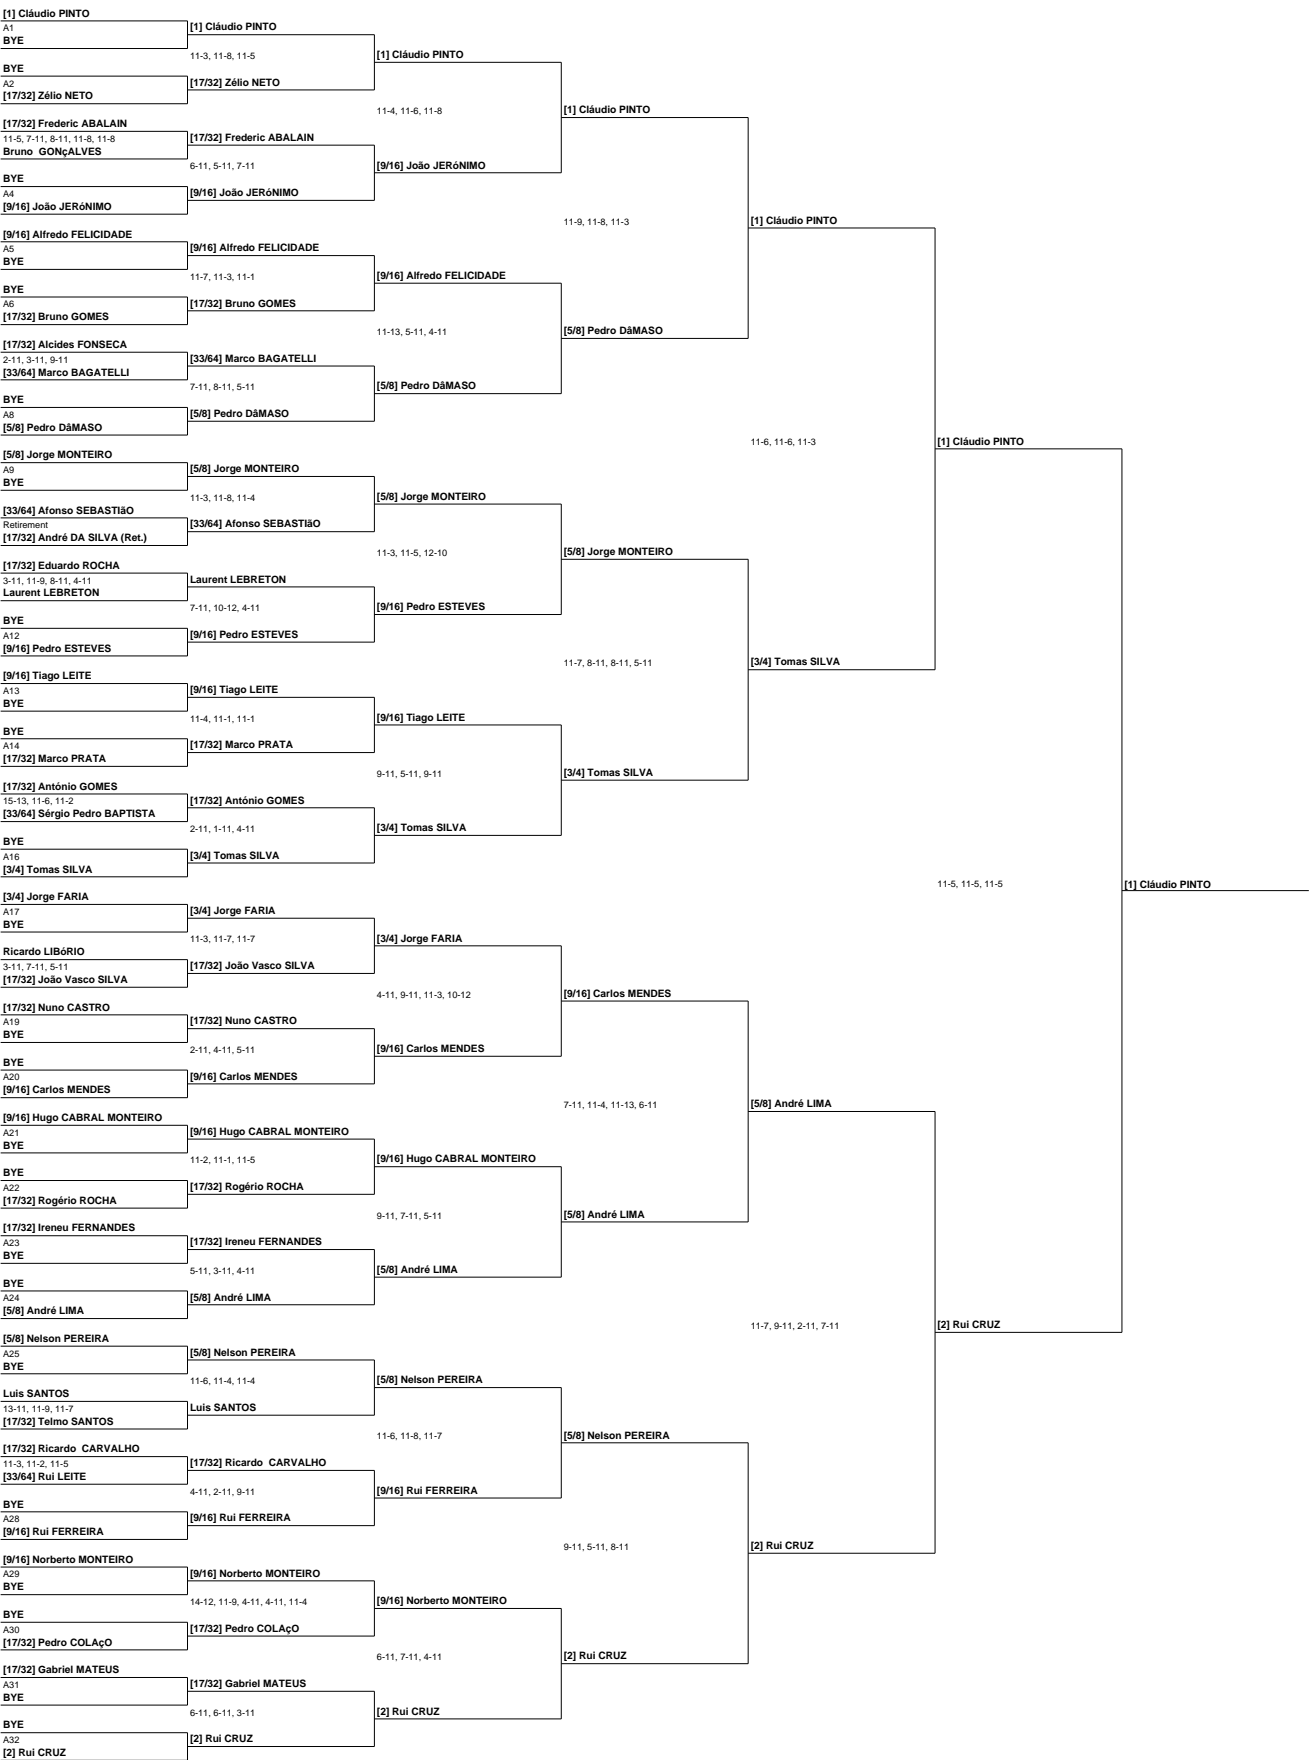 [1] Cláudio PINTO
A1
BYE
BYE
A2
[17/32] Zélio NETO
[17/32] Frederic ABALAIN
11-5, 7-11, 8-11, 11-8, 11-8
Bruno  GONçALVES
BYE
A4
[9/16] João JERóNIMO
[9/16] Alfredo FELICIDADE
A5
BYE
BYE
A6
[17/32] Bruno GOMES
[17/32] Alcides FONSECA
2-11, 3-11, 9-11
[33/64] Marco BAGATELLI
BYE
A8
[5/8] Pedro DâMASO
[5/8] Jorge MONTEIRO
A9
BYE
[33/64] Afonso SEBASTIãO
Retirement
[17/32] André DA SILVA (Ret.)
[17/32] Eduardo ROCHA
3-11, 11-9, 8-11, 4-11
Laurent LEBRETON
BYE
A12
[9/16] Pedro ESTEVES
[9/16] Tiago LEITE
A13
BYE
BYE
A14
[17/32] Marco PRATA
[17/32] António GOMES
15-13, 11-6, 11-2
[33/64] Sérgio Pedro BAPTISTA
BYE
A16
[3/4] Tomas SILVA
[3/4] Jorge FARIA
A17
BYE
Ricardo LIBóRIO
3-11, 7-11, 5-11
[17/32] João Vasco SILVA
[17/32] Nuno CASTRO
A19
BYE
BYE
A20
[9/16] Carlos MENDES
[9/16] Hugo CABRAL MONTEIRO
A21
BYE
BYE
A22
[17/32] Rogério ROCHA
[17/32] Ireneu FERNANDES
A23
BYE
BYE
A24
[5/8] André LIMA
[5/8] Nelson PEREIRA
A25
BYE
Luis SANTOS
13-11, 11-9, 11-7
[17/32] Telmo SANTOS
[17/32] Ricardo  CARVALHO
11-3, 11-2, 11-5
[33/64] Rui LEITE
BYE
A28
[9/16] Rui FERREIRA
[9/16] Norberto MONTEIRO
A29
BYE
BYE
A30
[17/32] Pedro COLAçO
[17/32] Gabriel MATEUS
A31
BYE
BYE
A32
[2] Rui CRUZ
[1] Cláudio PINTO
11-3, 11-8, 11-5
[17/32] Zélio NETO
[17/32] Frederic ABALAIN
6-11, 5-11, 7-11
[9/16] João JERóNIMO
[9/16] Alfredo FELICIDADE
11-7, 11-3, 11-1
[17/32] Bruno GOMES
[33/64] Marco BAGATELLI
7-11, 8-11, 5-11
[5/8] Pedro DâMASO
[5/8] Jorge MONTEIRO
11-3, 11-8, 11-4
[33/64] Afonso SEBASTIãO
Laurent LEBRETON
7-11, 10-12, 4-11
[9/16] Pedro ESTEVES
[9/16] Tiago LEITE
11-4, 11-1, 11-1
[17/32] Marco PRATA
[17/32] António GOMES
2-11, 1-11, 4-11
[3/4] Tomas SILVA
[3/4] Jorge FARIA
11-3, 11-7, 11-7
[17/32] João Vasco SILVA
[17/32] Nuno CASTRO
2-11, 4-11, 5-11
[9/16] Carlos MENDES
[9/16] Hugo CABRAL MONTEIRO
11-2, 11-1, 11-5
[17/32] Rogério ROCHA
[17/32] Ireneu FERNANDES
5-11, 3-11, 4-11
[5/8] André LIMA
[5/8] Nelson PEREIRA
11-6, 11-4, 11-4
Luis SANTOS
[17/32] Ricardo  CARVALHO
4-11, 2-11, 9-11
[9/16] Rui FERREIRA
[9/16] Norberto MONTEIRO
14-12, 11-9, 4-11, 4-11, 11-4
[17/32] Pedro COLAçO
[17/32] Gabriel MATEUS
6-11, 6-11, 3-11
[2] Rui CRUZ
[1] Cláudio PINTO
11-4, 11-6, 11-8
[9/16] João JERóNIMO
[9/16] Alfredo FELICIDADE
11-13, 5-11, 4-11
[5/8] Pedro DâMASO
[5/8] Jorge MONTEIRO
11-3, 11-5, 12-10
[9/16] Pedro ESTEVES
[9/16] Tiago LEITE
9-11, 5-11, 9-11
[3/4] Tomas SILVA
[3/4] Jorge FARIA
4-11, 9-11, 11-3, 10-12
[9/16] Carlos MENDES
[9/16] Hugo CABRAL MONTEIRO
9-11, 7-11, 5-11
[5/8] André LIMA
[5/8] Nelson PEREIRA
11-6, 11-8, 11-7
[9/16] Rui FERREIRA
[9/16] Norberto MONTEIRO
6-11, 7-11, 4-11
[2] Rui CRUZ
[1] Cláudio PINTO
11-9, 11-8, 11-3
[5/8] Pedro DâMASO
[5/8] Jorge MONTEIRO
11-7, 8-11, 8-11, 5-11
[3/4] Tomas SILVA
[9/16] Carlos MENDES
7-11, 11-4, 11-13, 6-11
[5/8] André LIMA
[5/8] Nelson PEREIRA
9-11, 5-11, 8-11
[2] Rui CRUZ
[1] Cláudio PINTO
11-6, 11-6, 11-3
[3/4] Tomas SILVA
[5/8] André LIMA
11-7, 9-11, 2-11, 7-11
[2] Rui CRUZ
[1] Cláudio PINTO
11-5, 11-5, 11-5
[2] Rui CRUZ
[1] Cláudio PINTO